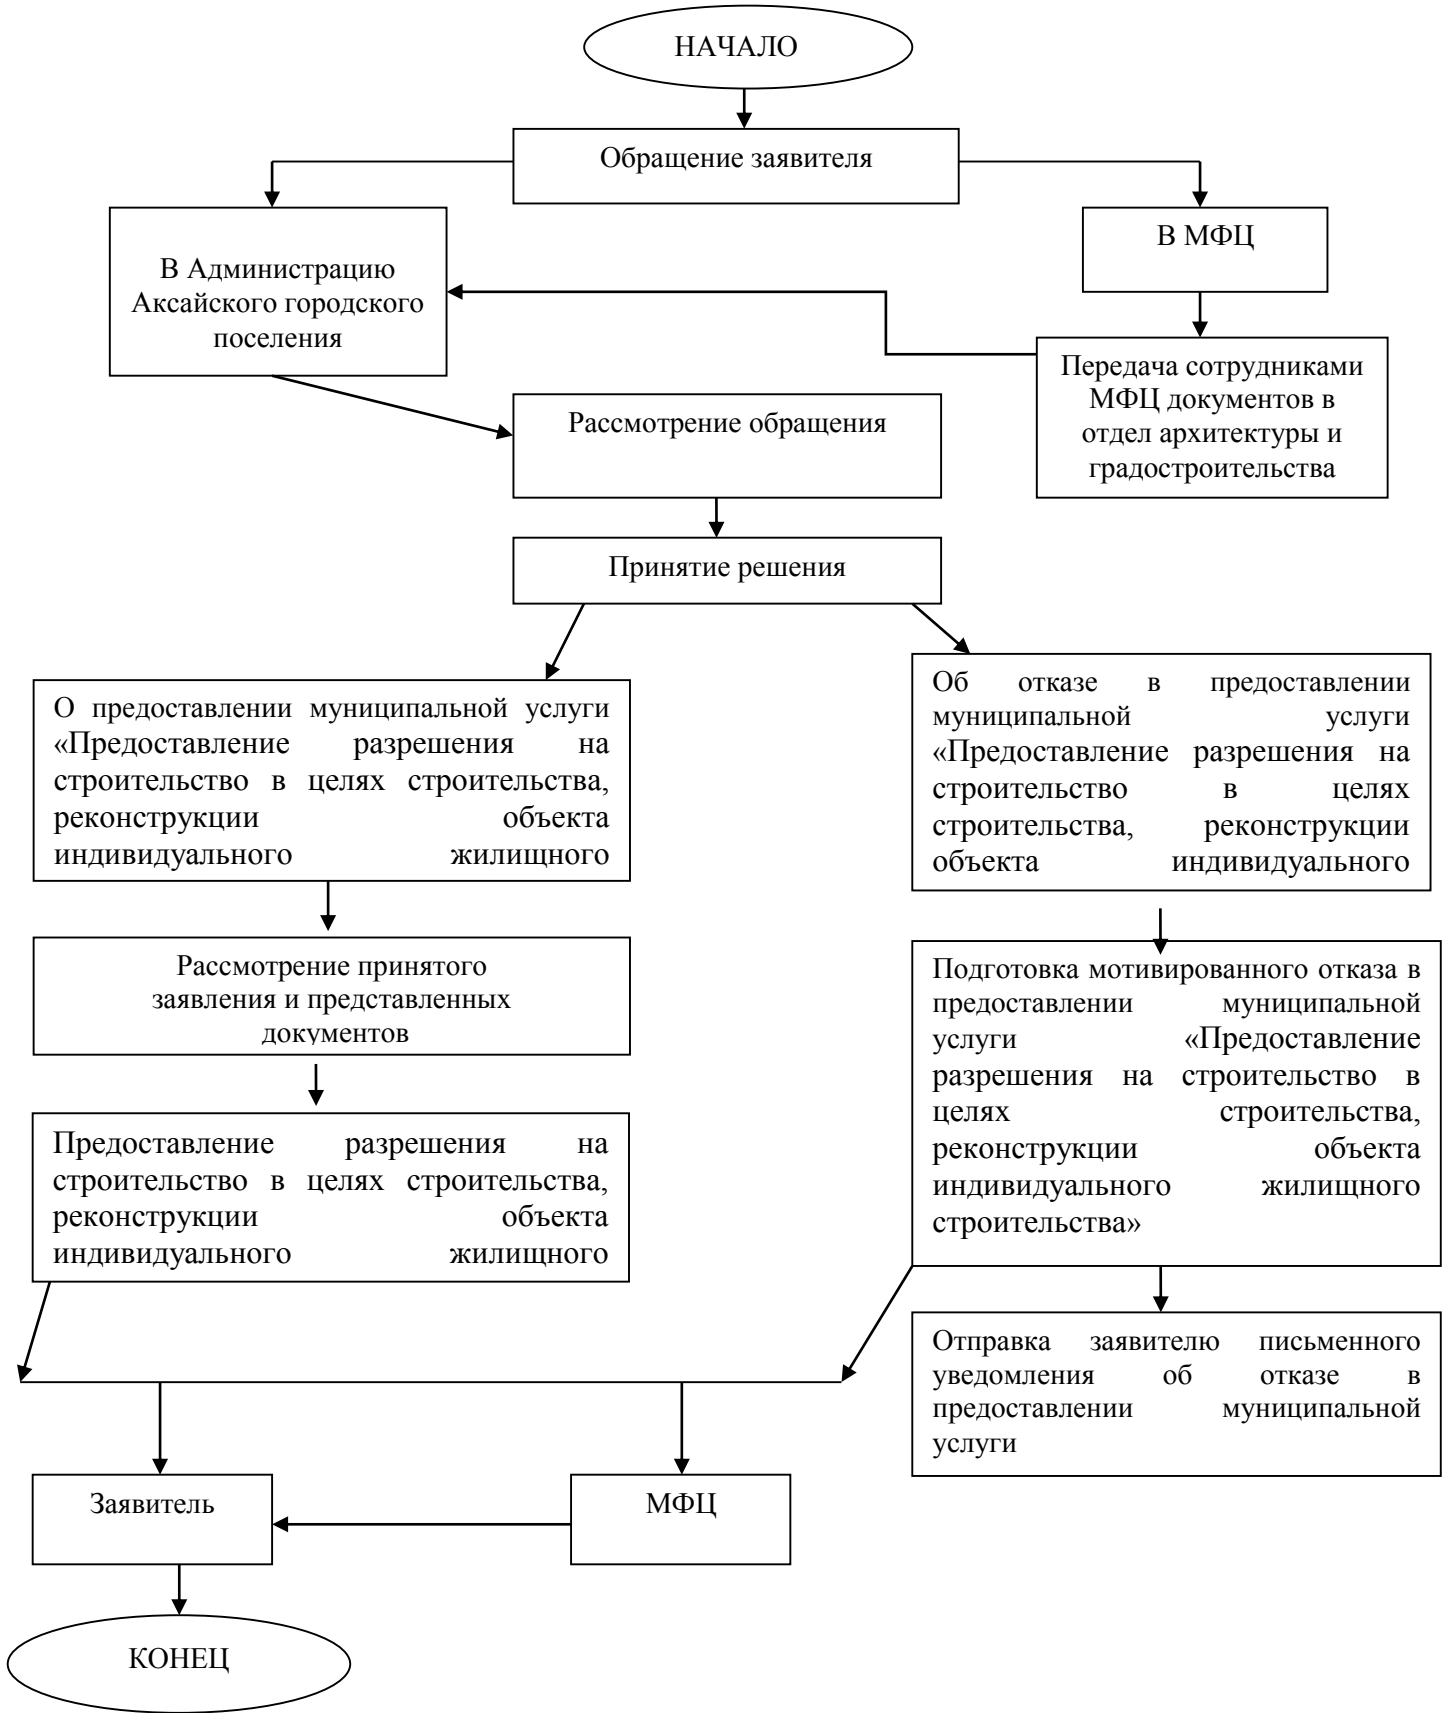 НАЧАЛО
Обращение заявителя
В Администрацию
Аксайского городского
поселения
В МФЦ
Передача сотрудниками
МФЦ документов в
отдел архитектуры и
градостроительства
Рассмотрение обращения
Принятие решения
О предоставлении муниципальной услуги
«Предоставление разрешения на
строительство в целях строительства,
реконструкции объекта
индивидуального жилищного
Об отказе в предоставлении
муниципальной услуги
«Предоставление разрешения на
строительство в целях
строительства, реконструкции
объекта индивидуального
Рассмотрение принятого
заявления и представленных
документов
Подготовка мотивированного отказа в
предоставлении муниципальной
услуги «Предоставление
разрешения на строительство в
целях строительства,
реконструкции объекта
индивидуального жилищного
строительства»
Предоставление разрешения на
строительство в целях строительства,
реконструкции объекта
индивидуального жилищного
Отправка заявителю письменного
уведомления об отказе в
предоставлении муниципальной
услуги
Заявитель
МФЦ
КОНЕЦ